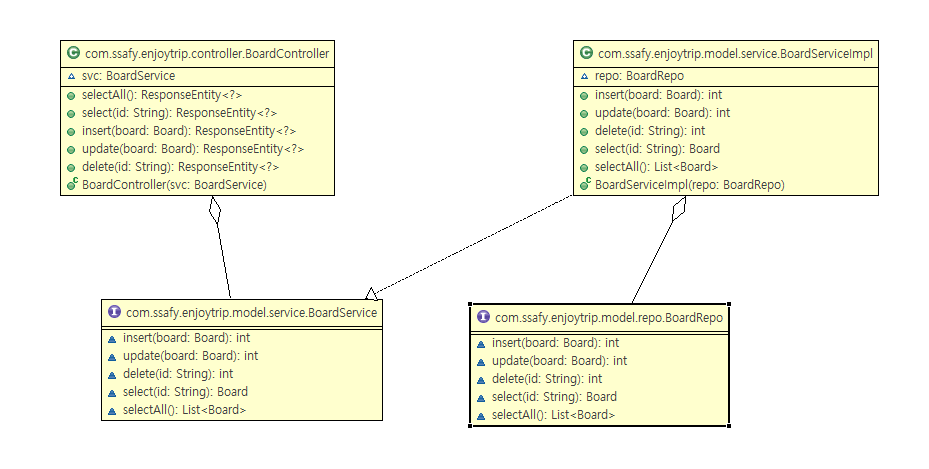 C com.ssafy.enjoytrip.controller.BoardController
svc: BoardService
selectAll(): ResponseEntity<?>
select(id: String): ResponseEntity<?>
insert(board: Board): ResponseEntity<?>
update(board: Board): ResponseEntity<?>
delete(id: String): ResponseEntity<?>
C BoardController(svc: BoardService)
C com.ssafy.enjoytrip.model.service.BoardServiceImpl
repo: BoardRepo
insert(board: Board): int
update(board: Board): int
delete(id: String): int
select(id: String): Board
selectAll(): List<Board>
C BoardServiceImpl(repo: BoardRepo)
I com.ssafy.enjoytrip.model.service.BoardService
insert(board: Board): int
update(board: Board): int
delete(id: String): int
select(id: String): Board
selectAll(): List<Board>
I com.ssafy.enjoytrip.model.repo.BoardRepo
insert(board: Board): int
update(board: Board): int
delete(id: String): int
select(id: String): Board
selectAll(): List<Board>